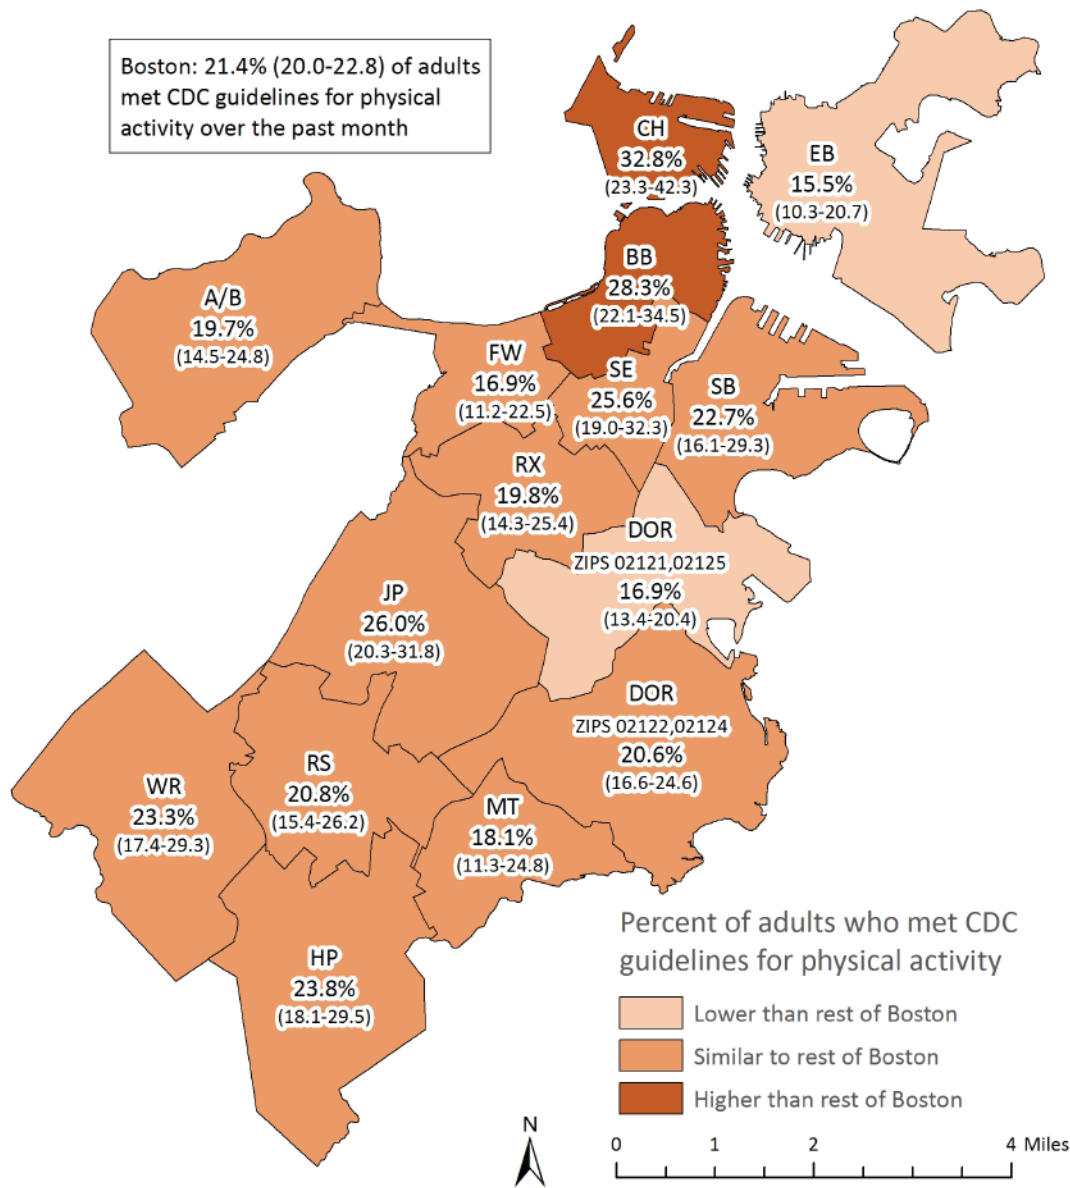 Boston: 21.4% (20.0-22.8) of adults
met CDC guidelines for physical
activity over the past month
CH
32.8%
(23.3-42.3)
EB
15.5%
(10.3-20.7)
BB
28.3%
(22.1-34.5)
A/B
19.7%
(14.5-24.8)
FW
16.9%
(11.2-22.5)
SE
25.6%
(19.0-32.3)
SB
22.7%
(16.1-29.3)
RX
19.8%
(14.3-25.4)
DOR
ZIPS 02121,02125
16.9%
(13.4-20.4)
JP
26.0%
(20.3-31.8)
DOR
ZIPS 02122,02124
20.6%
(16.6-24.6)
RS
20.8%
(15.4-26.2)
WR
23.3%
(17.4-29.3)
MT
18.1%
(11.3-24.8)
HP
23.8%
(18.1-29.5)
Percent of adults who met CDC
guidelines for physical activity
Lower than rest of Boston
Similar to rest of Boston
Higher than rest of Boston
N
0 1 2 4 Miles